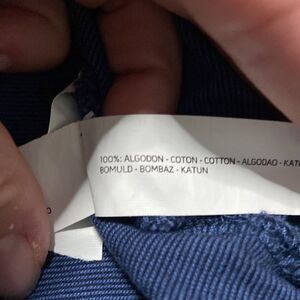 100%: ALGODON - COTON - COTTON - ALGODAO - KAT
BOMULD - BOMBAZ - KATUN